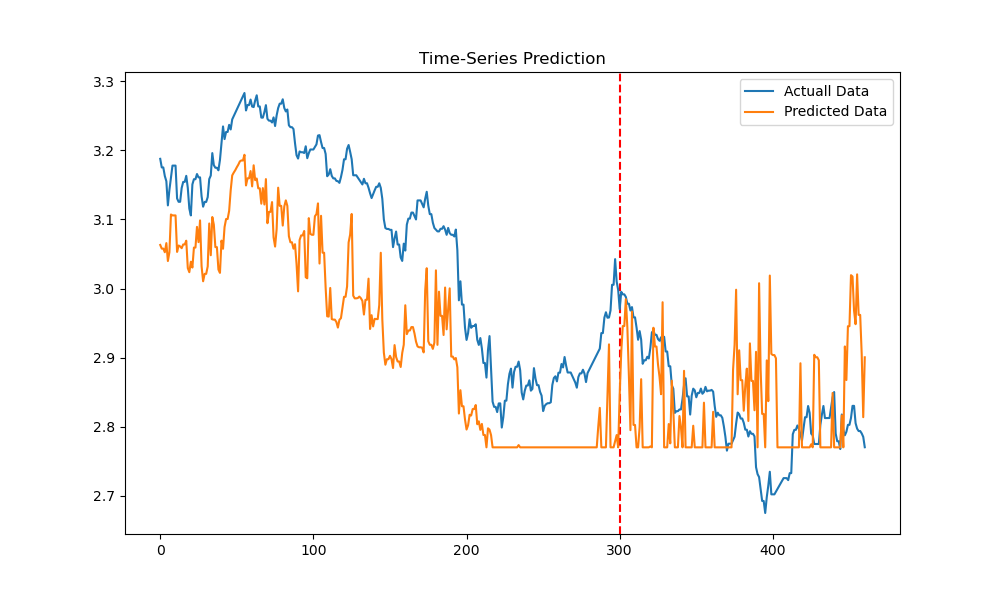 Time-Series Prediction
Actuall Data
Predicted Data
3.3
3.2
3.1
3.0
2.9
2.8
2.7
0 100 200 300 400